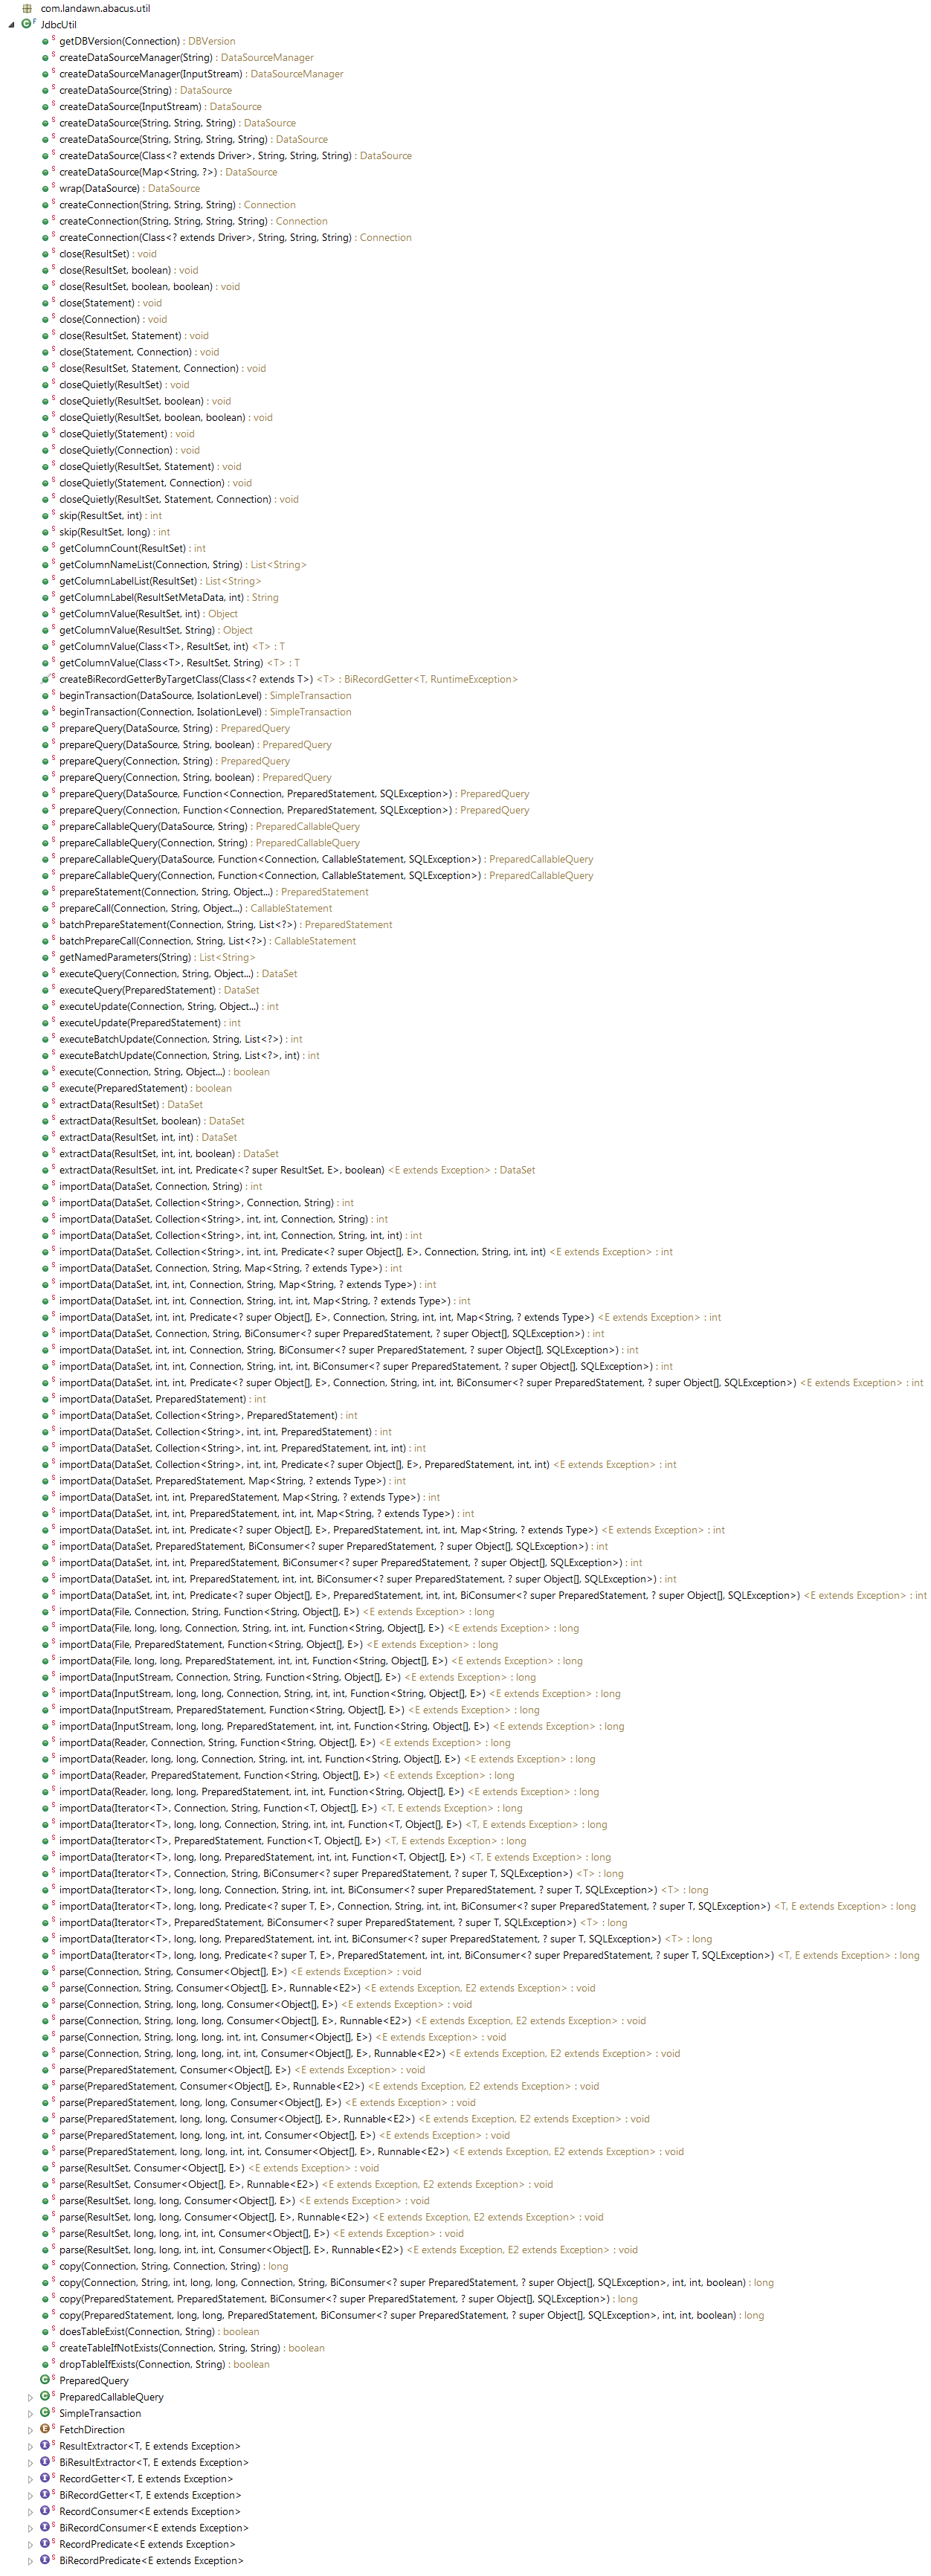 com.landawn.abacus.util
JdbcUtil
getDBVersion(Connection) : DBVersion
createDataSourceManager(String) : DataSourceManager
createDataSourceManager(InputStream) : DataSourceManager
createDataSource(String) : DataSource
createDataSource(InputStream) : DataSource
createDataSource(String, String, String) : DataSource
createDataSource(String, String, String, String) : DataSource
createDataSource(Class<? extends Driver>, String, String, String) : DataSource
createDataSource(Map<String, ?>) : DataSource
wrap(DataSource) : DataSource
createConnection(String, String, String) : Connection
createConnection(String, String, String, String) : Connection
createConnection(Class<? extends Driver>, String, String, String) : Connection
close(ResultSet) : void
close(ResultSet, boolean) : void
close(ResultSet, boolean, boolean) : void
close(Statement) : void
close(Connection) : void
close(ResultSet, Statement) : void
close(Statement, Connection) : void
close(ResultSet, Statement, Connection) : void
closeQuietly(ResultSet) : void
closeQuietly(ResultSet, boolean) : void
closeQuietly(ResultSet, boolean, boolean) : void
closeQuietly(Statement) : void
closeQuietly(Connection) : void
closeQuietly(ResultSet, Statement) : void
closeQuietly(Statement, Connection) : void
closeQuietly(ResultSet, Statement, Connection) : void
skip(ResultSet, int) : int
skip(ResultSet, long) : int
getColumnCount(ResultSet) : int
getColumnNameList(Connection, String) : List<String>
getColumnLabelList(ResultSet) : List<String>
getColumnLabel(ResultSetMetaData, int) : String
getColumnValue(ResultSet, int) : Object
getColumnValue(ResultSet, String) : Object
getColumnValue(Class<T>, ResultSet, int) <T> : T
getColumnValue(Class<T>, ResultSet, String) <T> : T
createBiRecordGetterByTargetClass(Class<? extends T>) <T> : BiRecordGetter<T, RuntimeException>
beginTransaction(DataSource, IsolationLevel) : SimpleTransaction
beginTransaction(Connection, IsolationLevel) : SimpleTransaction
prepareQuery(DataSource, String) : PreparedQuery
prepareQuery(DataSource, String, boolean) : PreparedQuery
prepareQuery(Connection, String) : PreparedQuery
prepareQuery(Connection, String, boolean) : PreparedQuery
prepareQuery(DataSource, Function<Connection, PreparedStatement, SQLException>) : PreparedQuery
prepareQuery(Connection, Function<Connection, PreparedStatement, SQLException>) : PreparedQuery
prepareCallableQuery(DataSource, String) : PreparedCallableQuery
prepareCallableQuery(Connection, String) : PreparedCallableQuery
prepareCallableQuery(DataSource, Function<Connection, CallableStatement, SQLException>) : PreparedCallableQuery
prepareCallableQuery(Connection, Function<Connection, CallableStatement, SQLException>) : PreparedCallableQuery
prepareStatement(Connection, String, Object...) : PreparedStatement
prepareCall(Connection, String, Object...) : CallableStatement
batchPrepareStatement(Connection, String, List<?>) : PreparedStatement
batchPrepareCall(Connection, String, List<?>) : CallableStatement
getNamedParameters(String) : List<String>
executeQuery(Connection, String, Object...) : DataSet
executeQuery(PreparedStatement) : DataSet
executeUpdate(Connection, String, Object...) : int
executeUpdate(PreparedStatement) : int
executeBatchUpdate(Connection, String, List<?>) : int
executeBatchUpdate(Connection, String, List<?>, int) : int
execute(Connection, String, Object...) : boolean
execute(PreparedStatement) : boolean
extractData(ResultSet) : DataSet
extractData(ResultSet, boolean) : DataSet
extractData(ResultSet, int, int) : DataSet
extractData(ResultSet, int, int, boolean) : DataSet
extractData(ResultSet, int, int, Predicate<? super ResultSet, E>, boolean) <E extends Exception> : DataSet
importData(DataSet, Connection, String) : int
importData(DataSet, Collection<String>, Connection, String) : int
importData(DataSet, Collection<String>, int, int, Connection, String) : int
importData(DataSet, Collection<String>, int, int, Connection, String, int, int) : int
importData(DataSet, Collection<String>, int, int, Predicate<? super Object[], E>, Connection, String, int, int) <E extends Exception> : int
importData(DataSet, Connection, String, Map<String, ? extends Type>) : int
importData(DataSet, int, int, Connection, String, Map<String, ? extends Type>) : int
importData(DataSet, int, int, Connection, String, int, int, Map<String, ? extends Type>) : int
importData(DataSet, int, int, Predicate<? super Object[], E>, Connection, String, int, int, Map<String, ? extends Type>) <E extends Exception> : int
importData(DataSet, Connection, String, BiConsumer<? super PreparedStatement, ? super Object[], SQLException>) : int
importData(DataSet, int, int, Connection, String, BiConsumer<? super PreparedStatement, ? super Object[], SQLException>) : int
importData(DataSet, int, int, Connection, String, int, int, BiConsumer<? super PreparedStatement, ? super Object[], SQLException>) : int
importData(DataSet, int, int, Predicate<? super Object[], E>, Connection, String, int, int, BiConsumer<? super PreparedStatement, ? super Object[], SQLException>) <E extends Exception> : int
importData(DataSet, PreparedStatement) : int
importData(DataSet, Collection<String>, PreparedStatement) : int
importData(DataSet, Collection<String>, int, int, PreparedStatement) : int
importData(DataSet, Collection<String>, int, int, PreparedStatement, int, int) : int
importData(DataSet, Collection<String>, int, int, Predicate<? super Object[], E>, PreparedStatement, int, int) <E extends Exception> : int
importData(DataSet, PreparedStatement, Map<String, ? extends Type>) : int
importData(DataSet, int, int, PreparedStatement, Map<String, ? extends Type>) : int
importData(DataSet, int, int, PreparedStatement, int, int, Map<String, ? extends Type>) : int
importData(DataSet, int, int, Predicate<? super Object[], E>, PreparedStatement, int, int, Map<String, ? extends Type>) <E extends Exception> : int
importData(DataSet, PreparedStatement, BiConsumer<? super PreparedStatement, ? super Object[], SQLException>) : int
importData(DataSet, int, int, PreparedStatement, BiConsumer<? super PreparedStatement, ? super Object[], SQLException>) : int
importData(DataSet, int, int, PreparedStatement, int, int, BiConsumer<? super PreparedStatement, ? super Object[], SQLException>) : int
importData(DataSet, int, int, Predicate<? super Object[], E>, PreparedStatement, int, int, BiConsumer<? super PreparedStatement, ? super Object[], SQLException>) <E extends Exception> : int
importData(File, Connection, String, Function<String, Object[], E>) <E extends Exception> : long
importData(File, long, long, Connection, String, int, int, Function<String, Object[], E>) <E extends Exception> : long
importData(File, PreparedStatement, Function<String, Object[], E>) <E extends Exception> : long
importData(File, long, long, PreparedStatement, int, int, Function<String, Object[], E>) <E extends Exception> : long
importData(InputStream, Connection, String, Function<String, Object[], E>) <E extends Exception> : long
importData(InputStream, long, long, Connection, String, int, int, Function<String, Object[], E>) <E extends Exception> : long
importData(InputStream, PreparedStatement, Function<String, Object[], E>) <E extends Exception> : long
importData(InputStream, long, long, PreparedStatement, int, int, Function<String, Object[], E>) <E extends Exception> : long
importData(Reader, Connection, String, Function<String, Object[], E>) <E extends Exception> : long
importData(Reader, long, long, Connection, String, int, int, Function<String, Object[], E>) <E extends Exception> : long
importData(Reader, PreparedStatement, Function<String, Object[], E>) <E extends Exception> : long
importData(Reader, long, long, PreparedStatement, int, int, Function<String, Object[], E>) <E extends Exception> : long
importData(Iterator<T>, Connection, String, Function<T, Object[], E>) <T, E extends Exception> : long
importData(Iterator<T>, long, long, Connection, String, int, int, Function<T, Object[], E>) <T, E extends Exception> : long
importData(Iterator<T>, PreparedStatement, Function<T, Object[], E>) <T, E extends Exception> : long
importData(Iterator<T>, long, long, PreparedStatement, int, int, Function<T, Object[], E>) <T, E extends Exception> : long
importData(Iterator<T>, Connection, String, BiConsumer<? super PreparedStatement, ? super T, SQLException>) <T> : long
importData(Iterator<T>, long, long, Connection, String, int, int, BiConsumer<? super PreparedStatement, ? super T, SQLException>) <T> : long
importData(Iterator<T>, long, long, Predicate<? super T, E>, Connection, String, int, int, BiConsumer<? super PreparedStatement, ? super T, SQLException>) <T, E extends Exception> : long
importData(Iterator<T>, PreparedStatement, BiConsumer<? super PreparedStatement, ? super T, SQLException>) <T> : long
importData(Iterator<T>, long, long, PreparedStatement, int, int, BiConsumer<? super PreparedStatement, ? super T, SQLException>) <T> : long
importData(Iterator<T>, long, long, Predicate<? super T, E>, PreparedStatement, int, int, BiConsumer<? super PreparedStatement, ? super T, SQLException>) <T, E extends Exception> : long
parse(Connection, String, Consumer<Object[], E>) <E extends Exception> : void
parse(Connection, String, Consumer<Object[], E>, Runnable<E2>) <E extends Exception, E2 extends Exception> : void
parse(Connection, String, long, long, Consumer<Object[], E>) <E extends Exception> : void
parse(Connection, String, long, long, Consumer<Object[], E>, Runnable<E2>) <E extends Exception, E2 extends Exception> : void
parse(Connection, String, long, long, int, int, Consumer<Object[], E>) <E extends Exception> : void
parse(Connection, String, long, long, int, int, Consumer<Object[], E>, Runnable<E2>) <E extends Exception, E2 extends Exception> : void
parse(PreparedStatement, Consumer<Object[], E>) <E extends Exception> : void
parse(PreparedStatement, Consumer<Object[], E>, Runnable<E2>) <E extends Exception, E2 extends Exception> : void
parse(PreparedStatement, long, long, Consumer<Object[], E>) <E extends Exception> : void
parse(PreparedStatement, long, long, Consumer<Object[], E>, Runnable<E2>) <E extends Exception, E2 extends Exception> : void
parse(PreparedStatement, long, long, int, int, Consumer<Object[], E>) <E extends Exception> : void
parse(PreparedStatement, long, long, int, int, Consumer<Object[], E>, Runnable<E2>) <E extends Exception, E2 extends Exception> : void
parse(ResultSet, Consumer<Object[], E>) <E extends Exception> : void
parse(ResultSet, Consumer<Object[], E>, Runnable<E2>) <E extends Exception, E2 extends Exception> : void
parse(ResultSet, long, long, Consumer<Object[], E>) <E extends Exception> : void
parse(ResultSet, long, long, Consumer<Object[], E>, Runnable<E2>) <E extends Exception, E2 extends Exception> : void
parse(ResultSet, long, long, int, int, Consumer<Object[], E>) <E extends Exception> : void
parse(ResultSet, long, long, int, int, Consumer<Object[], E>, Runnable<E2>) <E extends Exception, E2 extends Exception> : void
copy(Connection, String, Connection, String) : long
copy(Connection, String, int, long, long, Connection, String, BiConsumer<? super PreparedStatement, ? super Object[], SQLException>, int, int, boolean) : long
copy(PreparedStatement, PreparedStatement, BiConsumer<? super PreparedStatement, ? super Object[], SQLException>) : long
copy(PreparedStatement, long, long, PreparedStatement, BiConsumer<? super PreparedStatement, ? super Object[], SQLException>, int, int, boolean) : long
doesTableExist(Connection, String) : boolean
createTableIfNotExists(Connection, String, String) : boolean
dropTableIfExists(Connection, String) : boolean
PreparedQuery
PreparedCallableQuery
SimpleTransaction
FetchDirection
ResultExtractor<T, E extends Exception>
BiResultExtractor<T, E extends Exception>
RecordGetter<T, E extends Exception>
BiRecordGetter<T, E extends Exception>
RecordConsumer<E extends Exception>
BiRecordConsumer<E extends Exception>
RecordPredicate<E extends Exception>
BiRecordPredicate<E extends Exception>